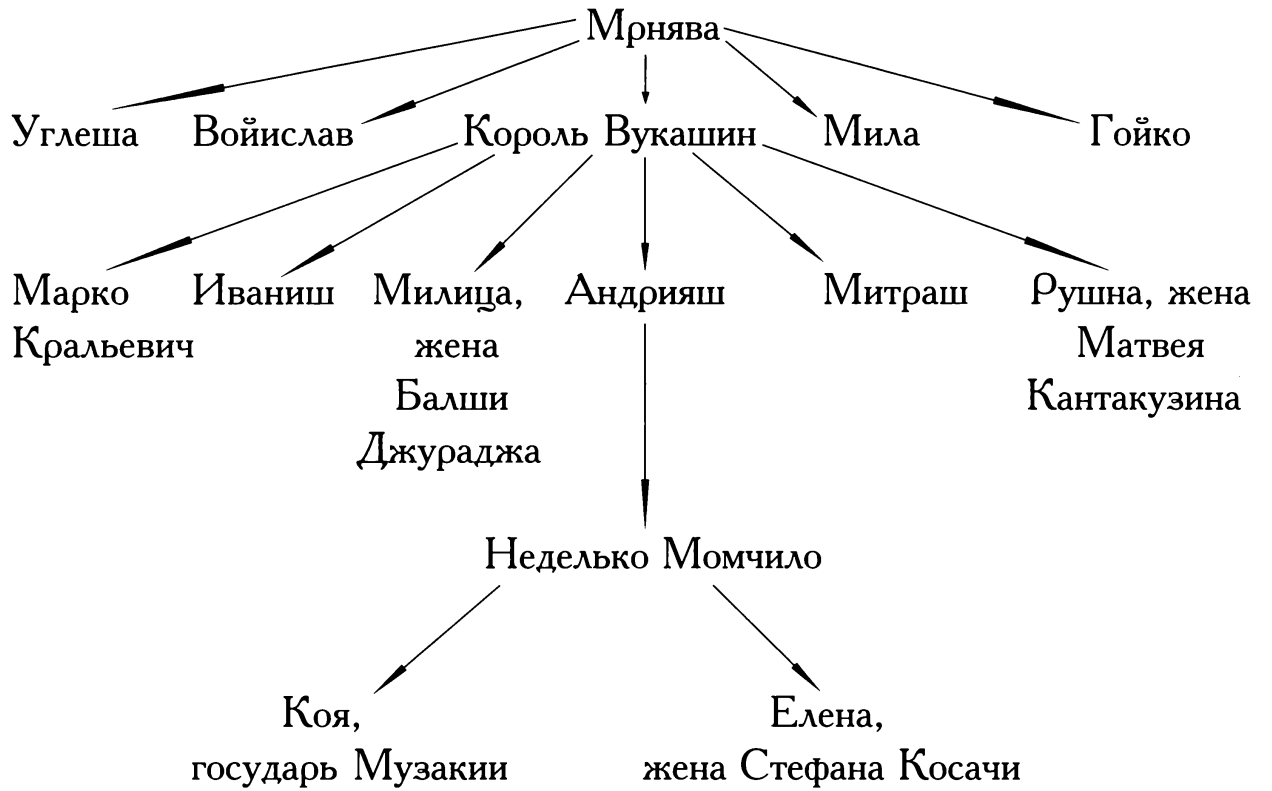 Мрнява
Углеша Войислав Король Вукашин Мила Гойко
Марко Иваниш Милица, Андрияш Митраш Рушна, жена
Кральевич жена Матвея
Балши Кантакузина
Джураджа
Неделько Момчило
Коя, Елена,
государь Музакии жена Стефана Косачи